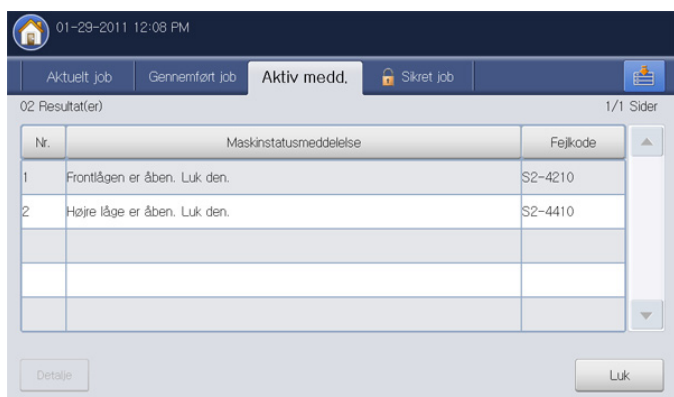 01-29-2011 12:08 PM
Aktuelt job Gennemført job Aktiv medd. Sikret job
02 Resultat(er) 1/1 Sider
Nr. Maskinstatusmeddelelse Fejlkode
1 Frontlågen er åben. Luk den. S2-4210
2 Højre låge er åben. Luk den. S2-4410
Detalje Luk